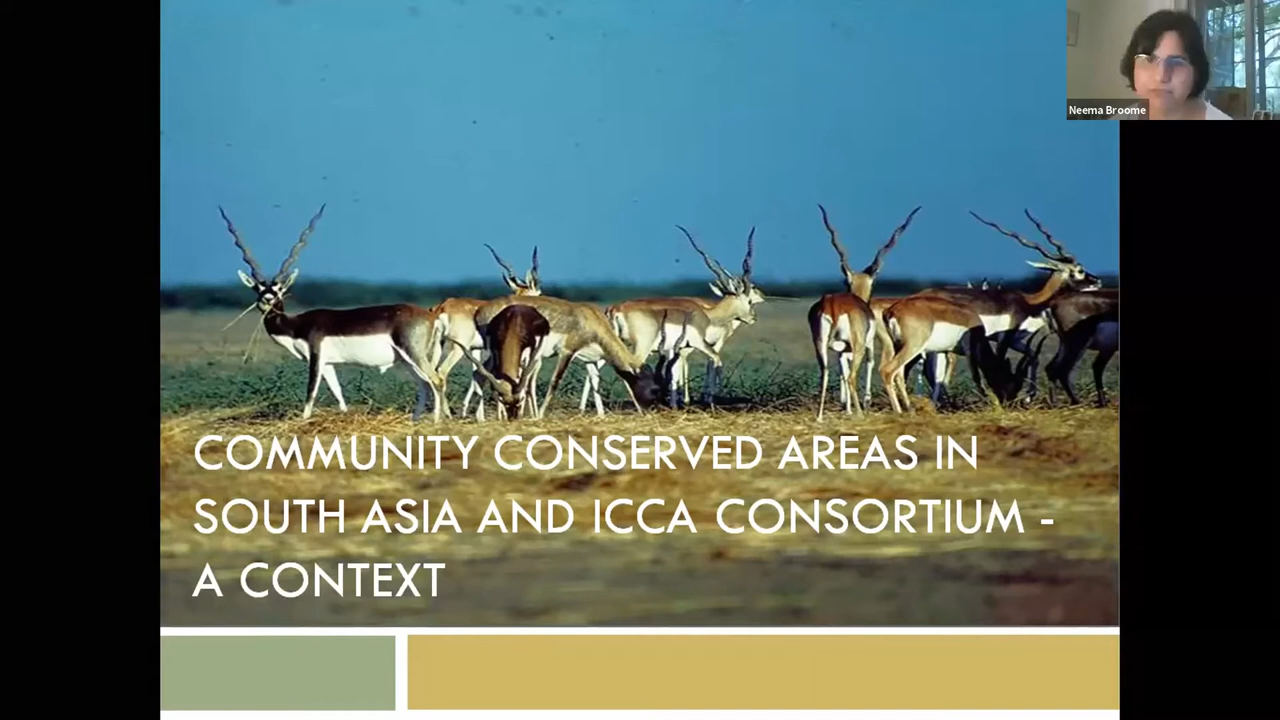 Neema Broome
COMMUNITY CONSERVED AREAS IN
SOUTH ASIA AND ICCA CONSORTIUM -
A CONTEXT